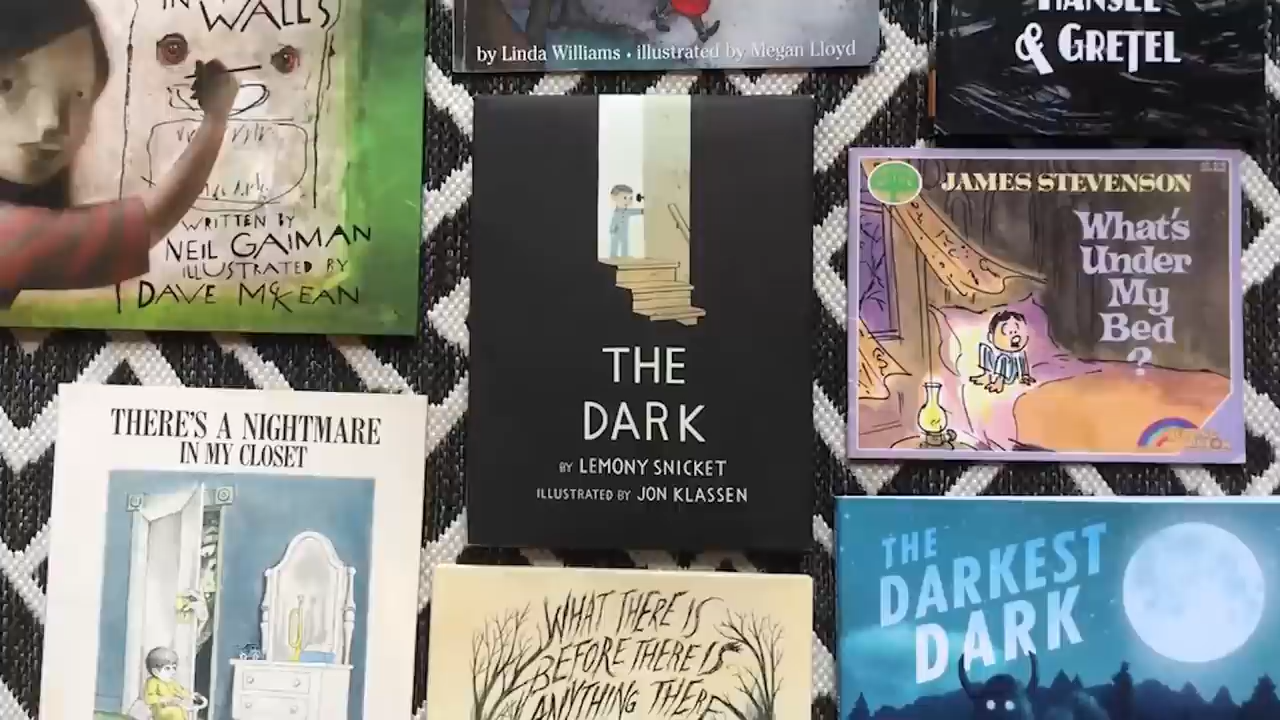 IN
WALLS
WRITTEN BY
NEIL GAIMAN
ILLUSTRATED BY
DAVE MCKEAN
by Linda Williams • illustrated by Megan Lloyd
HANSEL
& GRETEL
THE
DARK
BY LEMONY SNICKET
ILLUSTRATED BY JON KLASSEN
JAMES STEVENSON
What's
Under
My
Bed
?
THERE'S A NIGHTMARE
IN MY CLOSET
WHAT THERE IS
BEFORE THERE IS
ANYTHING THERE
THE
DARKEST
DARK